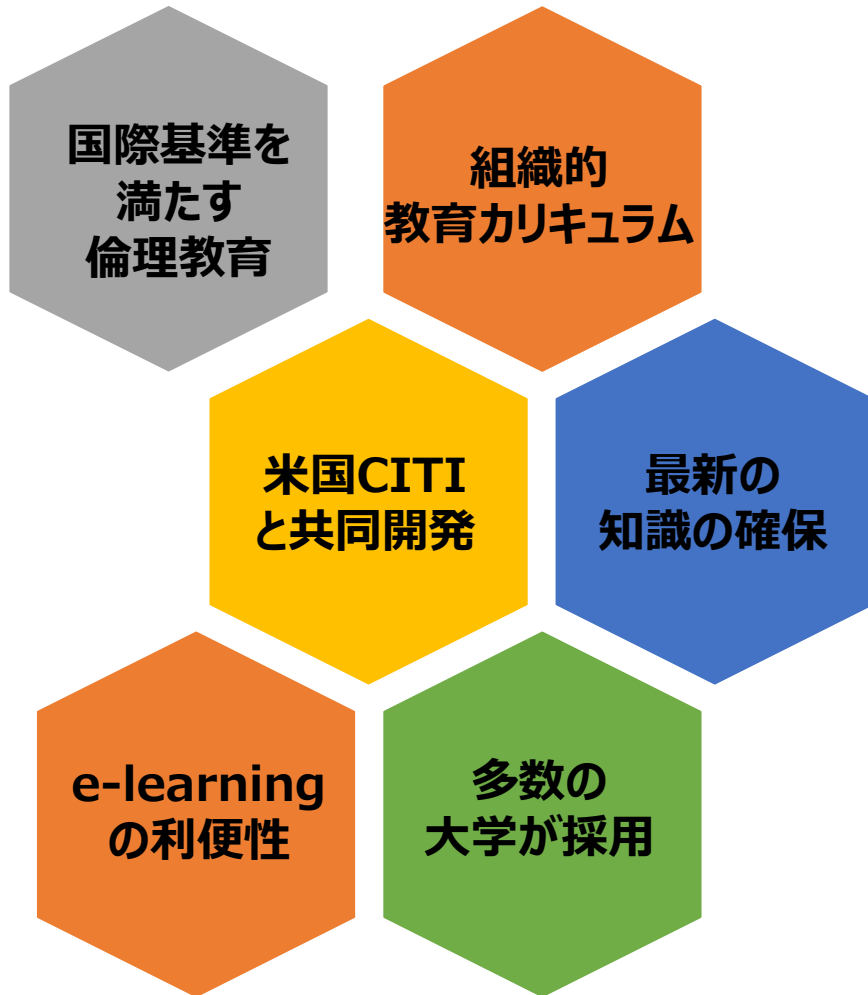 国際基準を
満たす
倫理教育
組織的
教育カリキュラム
米国CITI
と共同開発
最新の
知識の確保
e-learning
の利便性
多数の
大学が採用